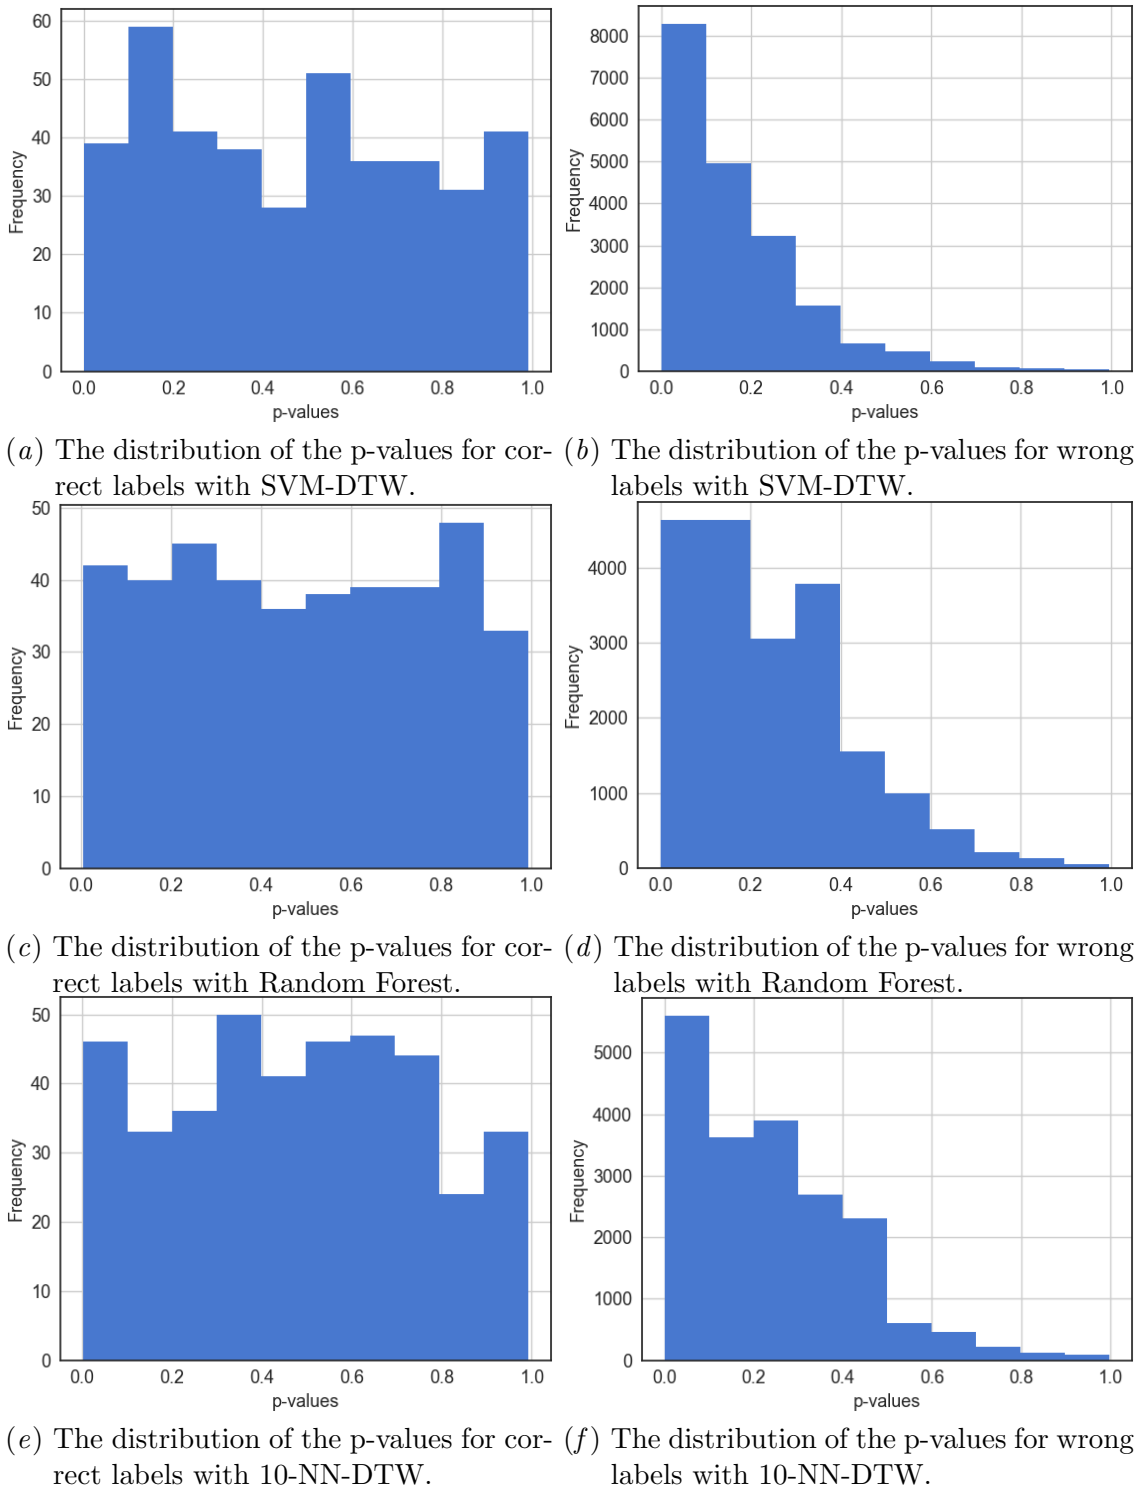 60
50
40
30
20
10
0
Frequency
0.0 0.2 0.4 0.6 0.8 1.0
p-values
8000
7000
6000
5000
4000
3000
2000
1000
0
Frequency
0.0 0.2 0.4 0.6 0.8 1.0
p-values
(a) The distribution of the p-values for cor-
rect labels with SVM-DTW.
(b) The distribution of the p-values for wrong
labels with SVM-DTW.
50
40
30
20
10
0
Frequency
0.0 0.2 0.4 0.6 0.8 1.0
p-values
4000
3000
2000
1000
0
Frequency
0.0 0.2 0.4 0.6 0.8 1.0
p-values
(c) The distribution of the p-values for cor-
rect labels with Random Forest.
(d) The distribution of the p-values for wrong
labels with Random Forest.
50
40
30
20
10
0
Frequency
0.0 0.2 0.4 0.6 0.8 1.0
p-values
5000
4000
3000
2000
1000
0
Frequency
0.0 0.2 0.4 0.6 0.8 1.0
p-values
(e) The distribution of the p-values for cor-
rect labels with 10-NN-DTW.
(f) The distribution of the p-values for wrong
labels with 10-NN-DTW.